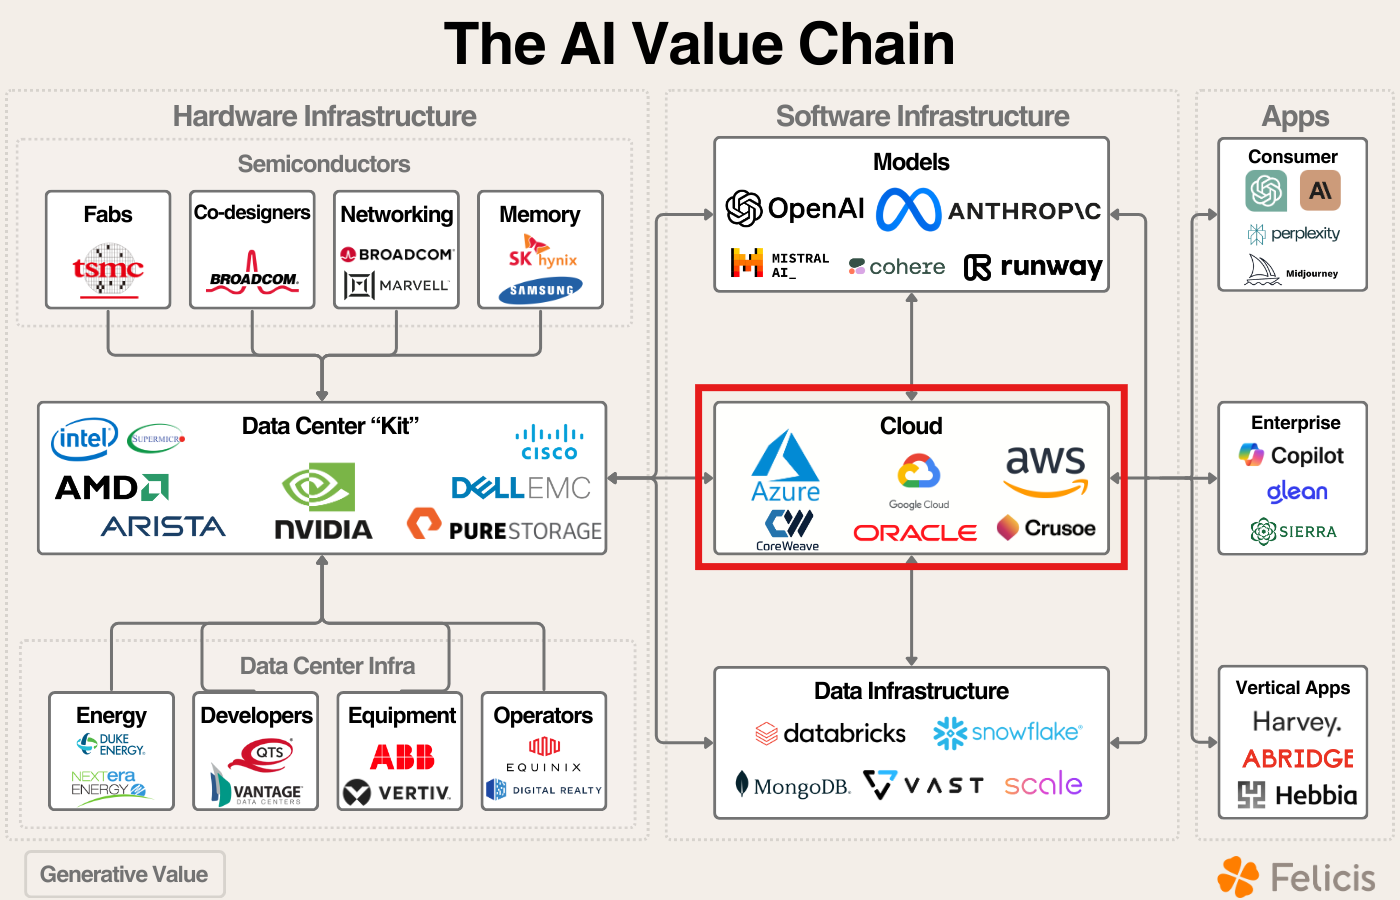 The AI Value Chain
Hardware Infrastructure
Semiconductors
Fabs
tsmc
Co-designers
BROADCOM®
Networking
BROADCOM
MARVELL
Memory
SK hynix
SAMSUNG
Data Center “Kit”
intel
SUPERMICRO
CISCO
AMD
NVIDIA
DELLEMC
ARISTA
PURESTORAGE
Data Center Infra
Energy
DUKE
ENERGY®
NEXTera
ENERGY
Developers
QTS
VANTAGE
DATA CENTERS
Equipment
ABB
VERTIV
Operators
EQUINIX
DIGITAL REALTY
Software Infrastructure
Models
OpenAI
ANTHROP\C
MISTRAL
AI_
cohere
runway
Cloud
Azure
Google Cloud
aws
CoreWeave
ORACLE
Crusoe
Data Infrastructure
databricks
snowflake®
MongoDB®
VAST
scale
Apps
Consumer
A\
perplexity
Midjourney
Enterprise
Copilot
glean
SIERRA
Vertical Apps
Harvey.
ABRIDGE
Hebbia
Generative Value
Felicis